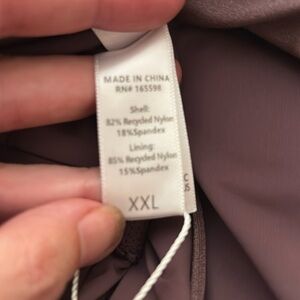 MADE IN CHINA
RN# 165598
Shell:
82% Recycled Nylon
18%Spandex
Lining:
85% Recycled Nylon
15%Spandex
XXL